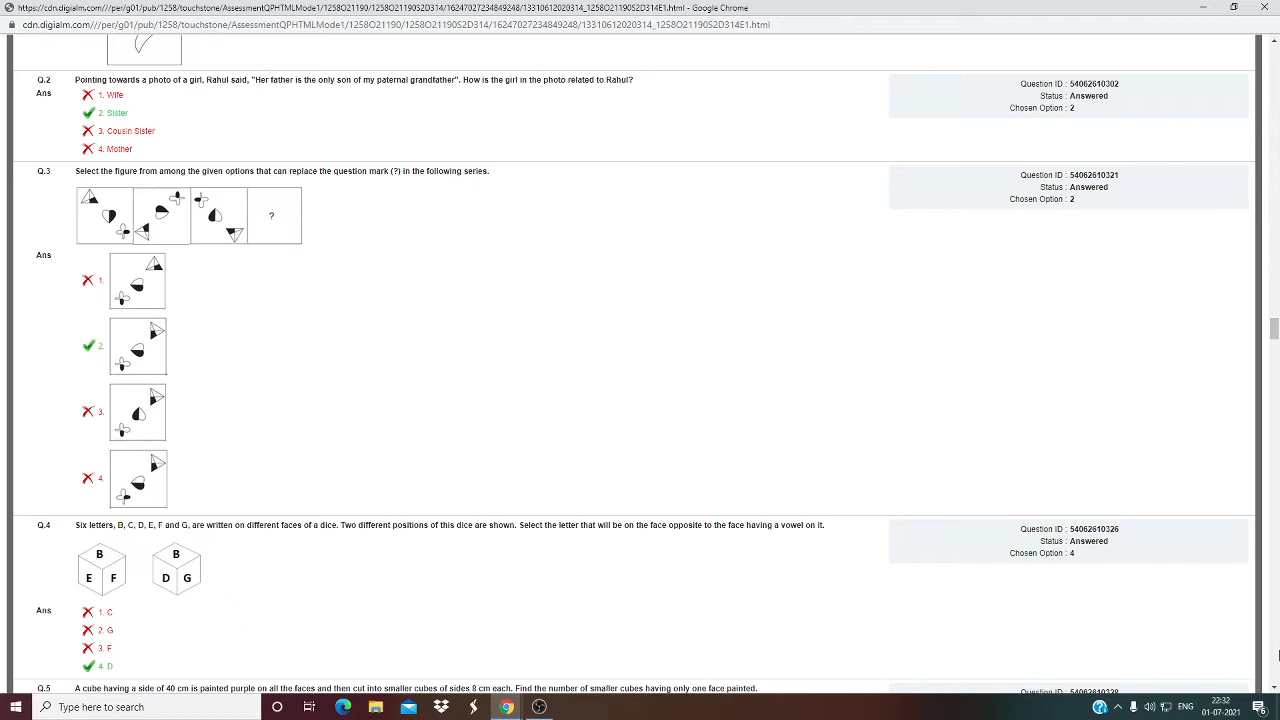 https://cdn.digialm.com///per/g01/pub/1258/touchstone/AssessmentQPHTMLMode1/1258O21190/1258O21190S2D314/16247027234849248/13310612020314_1258O21190S2D314E1.html - Google Chrome
cdn.digialm.com///per/g01/pub/1258/touchstone/AssessmentQPHTMLMode1/1258O21190/1258O21190S2D314/16247027234849248/13310612020314_1258O21190S2D314E1.html
Q.2 Pointing towards a photo of a girl, Rahul said, "Her father is the only son of my paternal grandfather". How is the girl in the photo related to Rahul?
Ans 1. Wife
2. Sister
3. Cousin Sister
4. Mother
Question ID : 54062610302
Status : Answered
Chosen Option : 2
Q.3 Select the figure from among the given options that can replace the question mark (?) in the following series.
?
Ans
1.
2.
3.
4.
Question ID : 54062610321
Status : Answered
Chosen Option : 2
Q.4 Six letters, B, C, D, E, F and G, are written on different faces of a dice. Two different positions of this dice are shown. Select the letter that will be on the face opposite to the face having a vowel on it.
B B
E F D G
Ans 1. C
2. G
3. F
4. D
Question ID : 54062610326
Status : Answered
Chosen Option : 4
Q.5 A cube having a side of 40 cm is painted purple on all the faces and then cut into smaller cubes of sides 8 cm each. Find the number of smaller cubes having only one face painted.
Question ID : 54062610328
Type here to search
ENG
22:32
01-07-2021